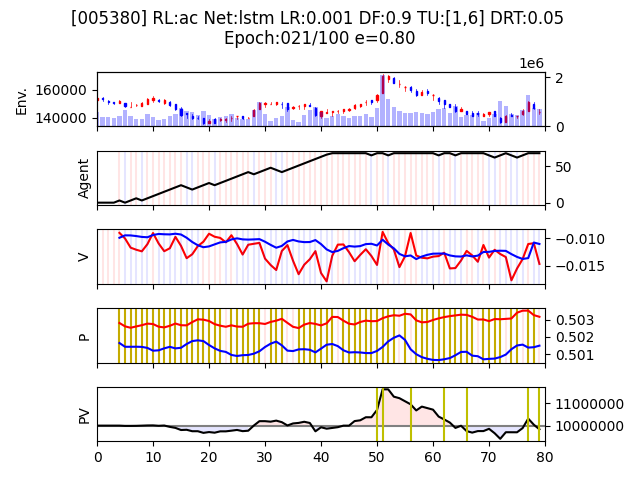 [005380] RL:ac Net:lstm LR:0.001 DF:0.9 TU:[1,6] DRT:0.05
Epoch:021/100 e=0.80
1e6
Env.
160000
140000
2
0
Agent
50
0
V
−0.010
−0.015
P
0.503
0.502
0.501
PV
11000000
10000000
0 10 20 30 40 50 60 70 80